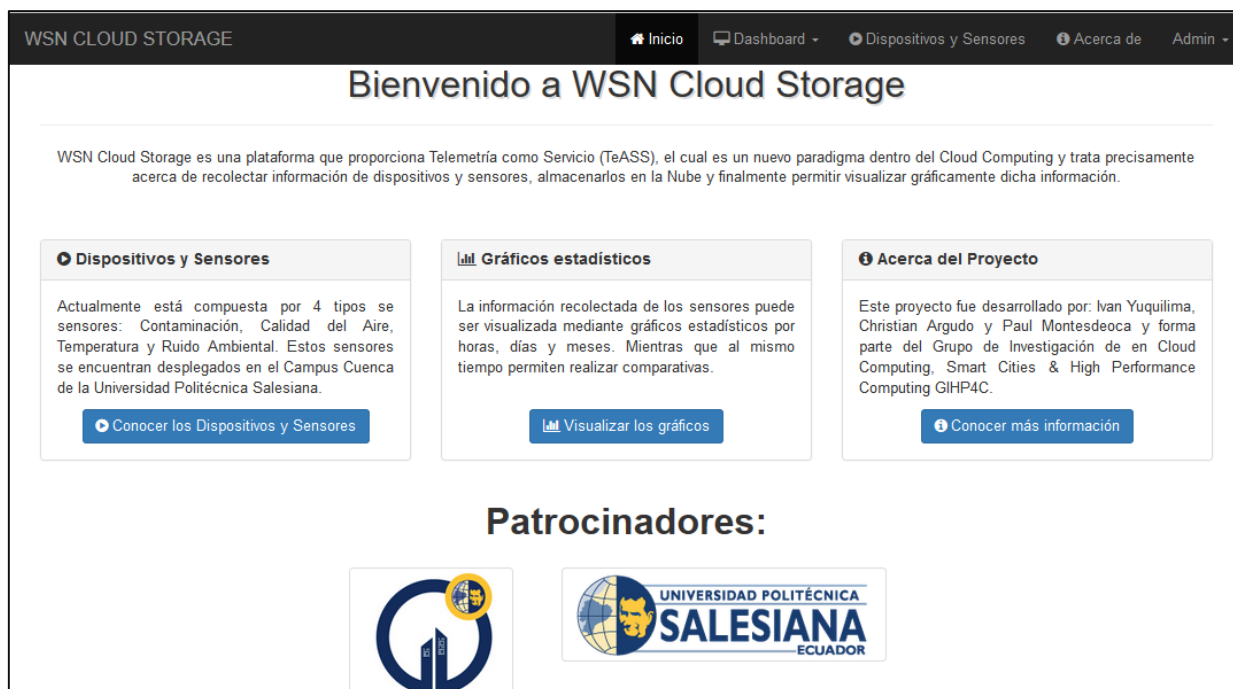 WSN CLOUD STORAGE
Inicio
Dashboard
Dispositivos y Sensores
Acerca de
Admin
Bienvenido a WSN Cloud Storage
WSN Cloud Storage es una plataforma que proporciona Telemetría como Servicio (TeASS), el cual es un nuevo paradigma dentro del Cloud Computing y trata precisamente
acerca de recolectar información de dispositivos y sensores, almacenarlos en la Nube y finalmente permitir visualizar gráficamente dicha información.
Dispositivos y Sensores
Actualmente está compuesta por 4 tipos se
sensores: Contaminación, Calidad del Aire,
Temperatura y Ruido Ambiental. Estos sensores
se encuentran desplegados en el Campus Cuenca
de la Universidad Politécnica Salesiana.
Conocer los Dispositivos y Sensores
Gráficos estadísticos
La información recolectada de los sensores puede
ser visualizada mediante gráficos estadísticos por
horas, días y meses. Mientras que al mismo
tiempo permiten realizar comparativas.
Visualizar los gráficos
Acerca del Proyecto
Este proyecto fue desarrollado por: Ivan Yuquilima,
Christian Argudo y Paul Montesdeoca y forma
parte del Grupo de Investigación de en Cloud
Computing, Smart Cities & High Performance
Computing GIHP4C.
Conocer más información
Patrocinadores:
UNIVERSIDAD POLITÉCNICA
SALESIANA
ECUADOR